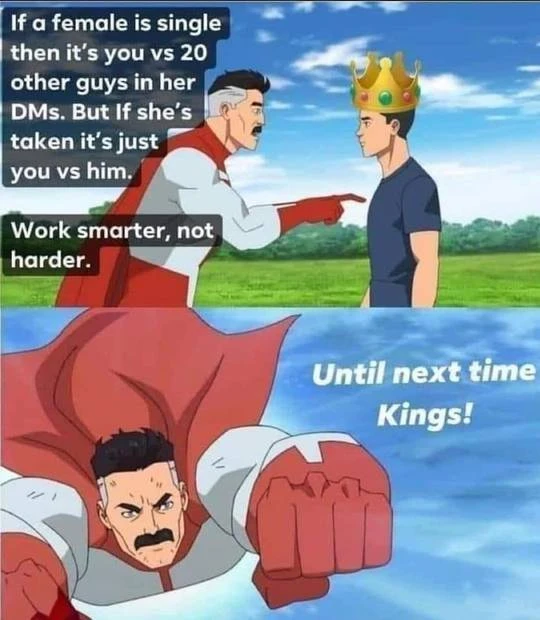 If a female is single
then it's you vs 20
other guys in her
DMs. But If she's
taken it's just
you vs him.
Work smarter, not
harder.
Until next time
Kings!